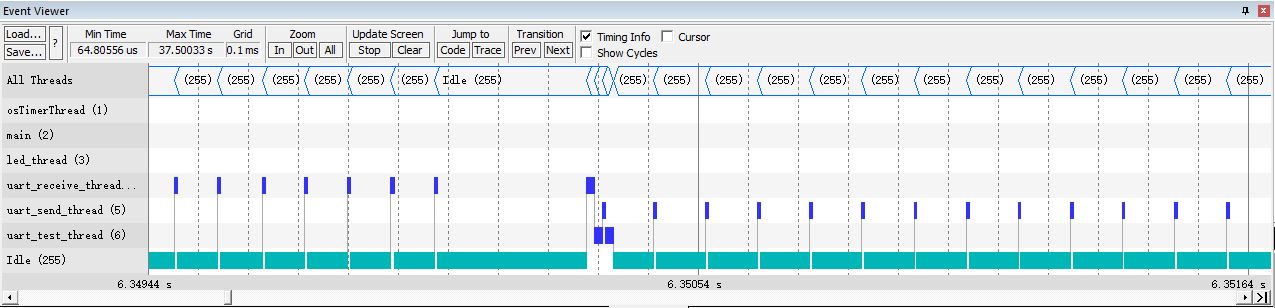 Event Viewer
Load... Min Time Max Time Grid Zoom Update Screen Jump to Transition Timing Info Cursor
Save... ? 64.80556 us 37.50033 s 0.1 ms In Out All Stop Clear Code Trace Prev Next Show Cycles
All Threads (255) (255) (255) (255) (255) (255) Idle (255) (255) (255) (255) (255) (255) (255) (255) (255) (255) (255) (255) (255)
osTimerThread (1)
main (2)
led_thread (3)
uart_receive_thread...
uart_send_thread (5)
uart_test_thread (6)
Idle (255)
6.34944 s 6.35054 s 6.35164 s